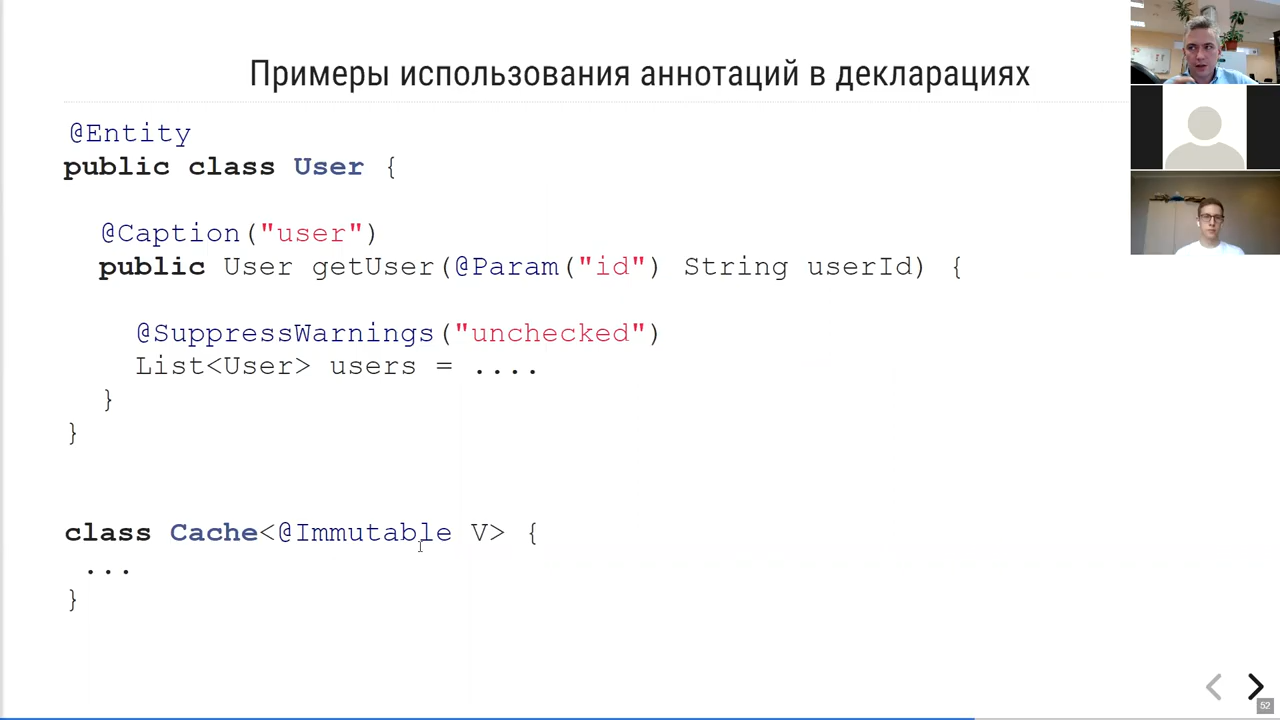 Примеры использования аннотаций в декларациях
@Entity
public class User {
@Caption("user")
public User getUser(@Param("id") String userId) {
@SuppressWarnings("unchecked")
List<User> users = ....
}
}
class Cache<@Immutable V> {
...
}
52